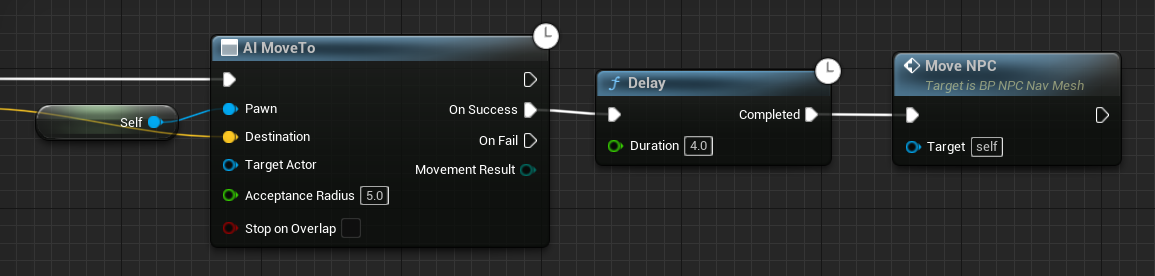 AI MoveTo
Self
Pawn
On Success
Destination
On Fail
Target Actor
Movement Result
Acceptance Radius 5.0
Stop on Overlap
Delay
Completed
Duration 4.0
Move NPC
Target is BP NPC Nav Mesh
Target self